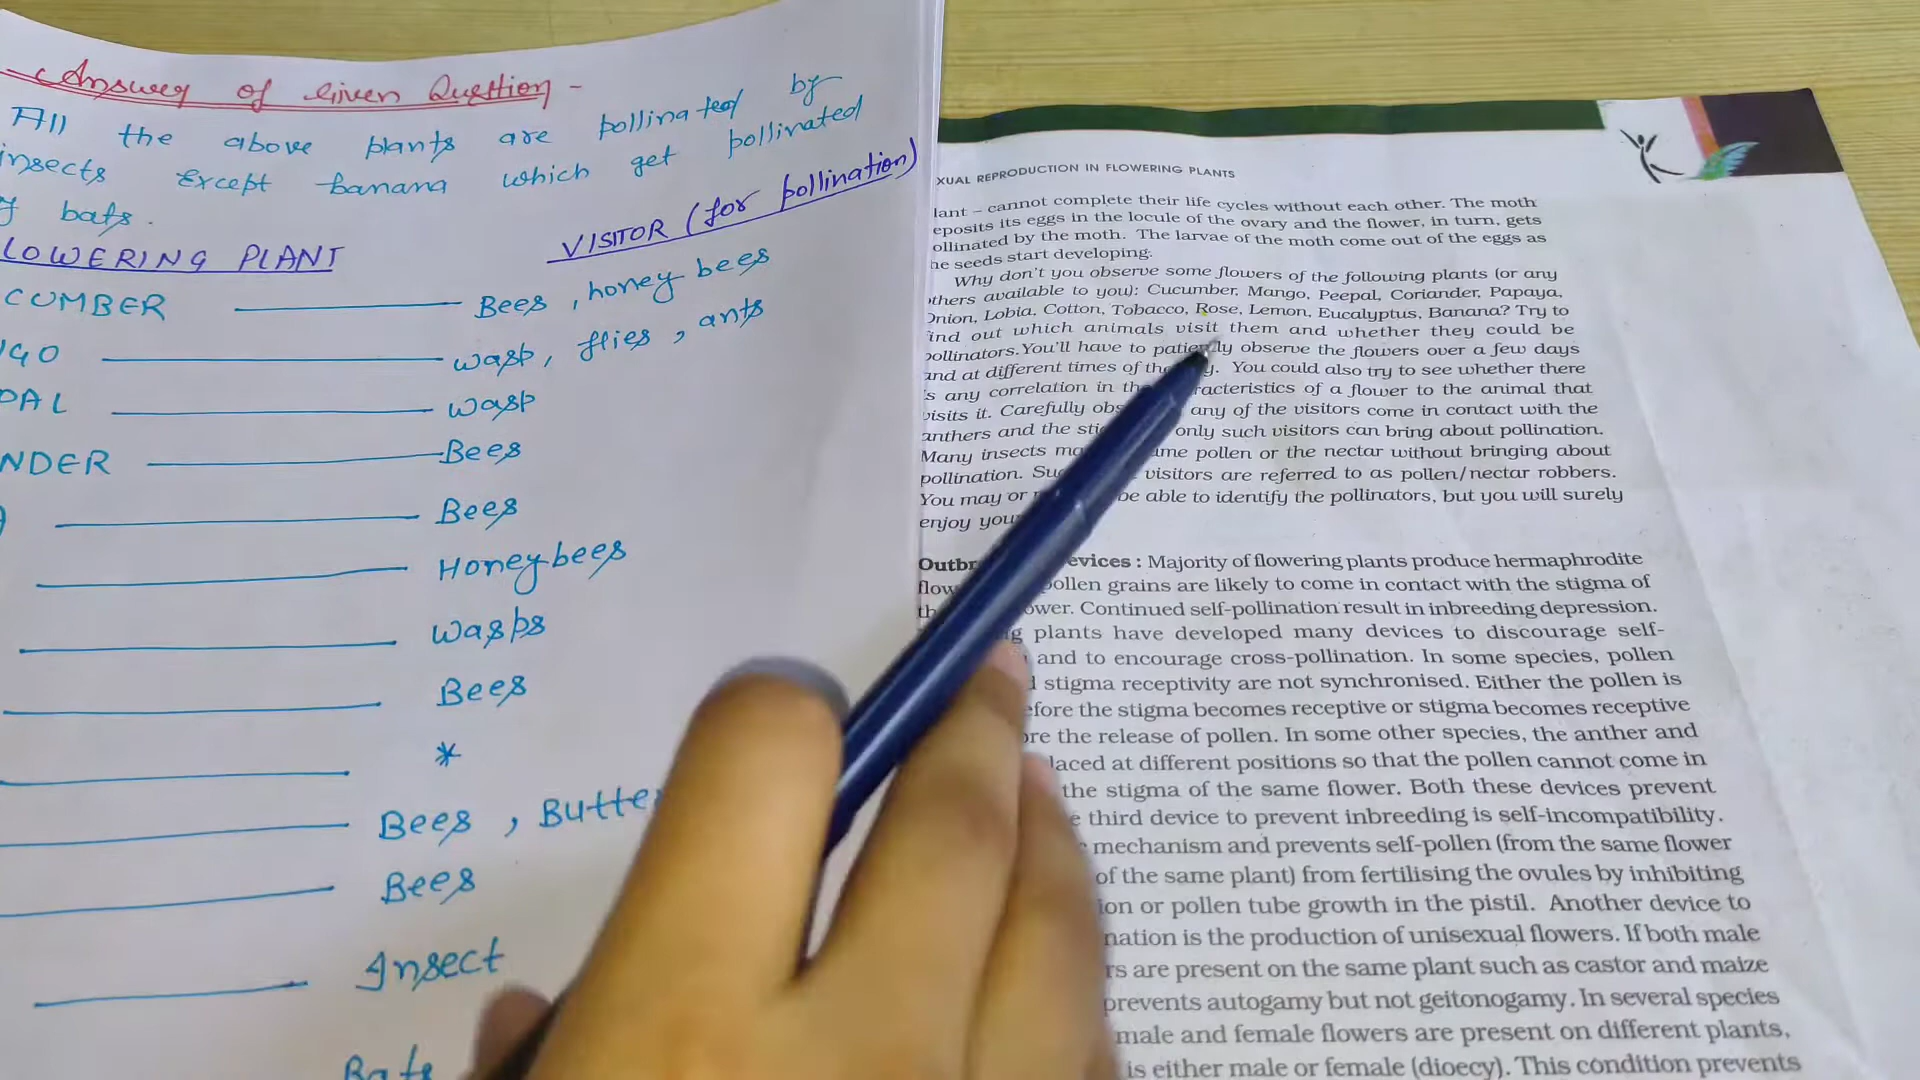 Answer of Given Question -
All the above plants are pollinated by
insects except banana which get pollinated
y bats.
LOWERING PLANT VISITOR (for pollination)
CUMBER Bees, honey bees
NGO wasp, flies, ants
PAL wasp
NDER Bees
Bees
Honeybees
Wasps
Bees
*
Bees, Butte
Bees
Insect
Bats
XUAL REPRODUCTION IN FLOWERING PLANTS
lant – cannot complete their life cycles without each other. The moth
eposits its eggs in the locule of the ovary and the flower, in turn, gets
ollinated by the moth. The larvae of the moth come out of the eggs as
he seeds start developing.
Why don't you observe some flowers of the following plants (or any
thers available to you): Cucumber, Mango, Peepal, Coriander, Papaya,
Onion, Lobia, Cotton, Tobacco, Rose, Lemon, Eucalyptus, Banana? Try to
ind out which animals visit them and whether they could be
pollinators. You'll have to patiently observe the flowers over a few days
and at different times of the y. You could also try to see whether there
s any correlation in th racteristics of a flower to the animal that
visits it. Carefully obs any of the visitors come in contact with the
anthers and the sti only such visitors can bring about pollination.
Many insects m me pollen or the nectar without bringing about
pollination. Su visitors are referred to as pollen/nectar robbers.
You may or be able to identify the pollinators, but you will surely
enjoy you
Outbr evices : Majority of flowering plants produce hermaphrodite
flow ollen grains are likely to come in contact with the stigma of
th ower. Continued self-pollination result in inbreeding depression.
g plants have developed many devices to discourage self-
and to encourage cross-pollination. In some species, pollen
stigma receptivity are not synchronised. Either the pollen is
efore the stigma becomes receptive or stigma becomes receptive
re the release of pollen. In some other species, the anther and
laced at different positions so that the pollen cannot come in
the stigma of the same flower. Both these devices prevent
e third device to prevent inbreeding is self-incompatibility.
mechanism and prevents self-pollen (from the same flower
of the same plant) from fertilising the ovules by inhibiting
ion or pollen tube growth in the pistil. Another device to
nation is the production of unisexual flowers. If both male
rs are present on the same plant such as castor and maize
prevents autogamy but not geitonogamy. In several species
male and female flowers are present on different plants,
is either male or female (dioecy). This condition prevents